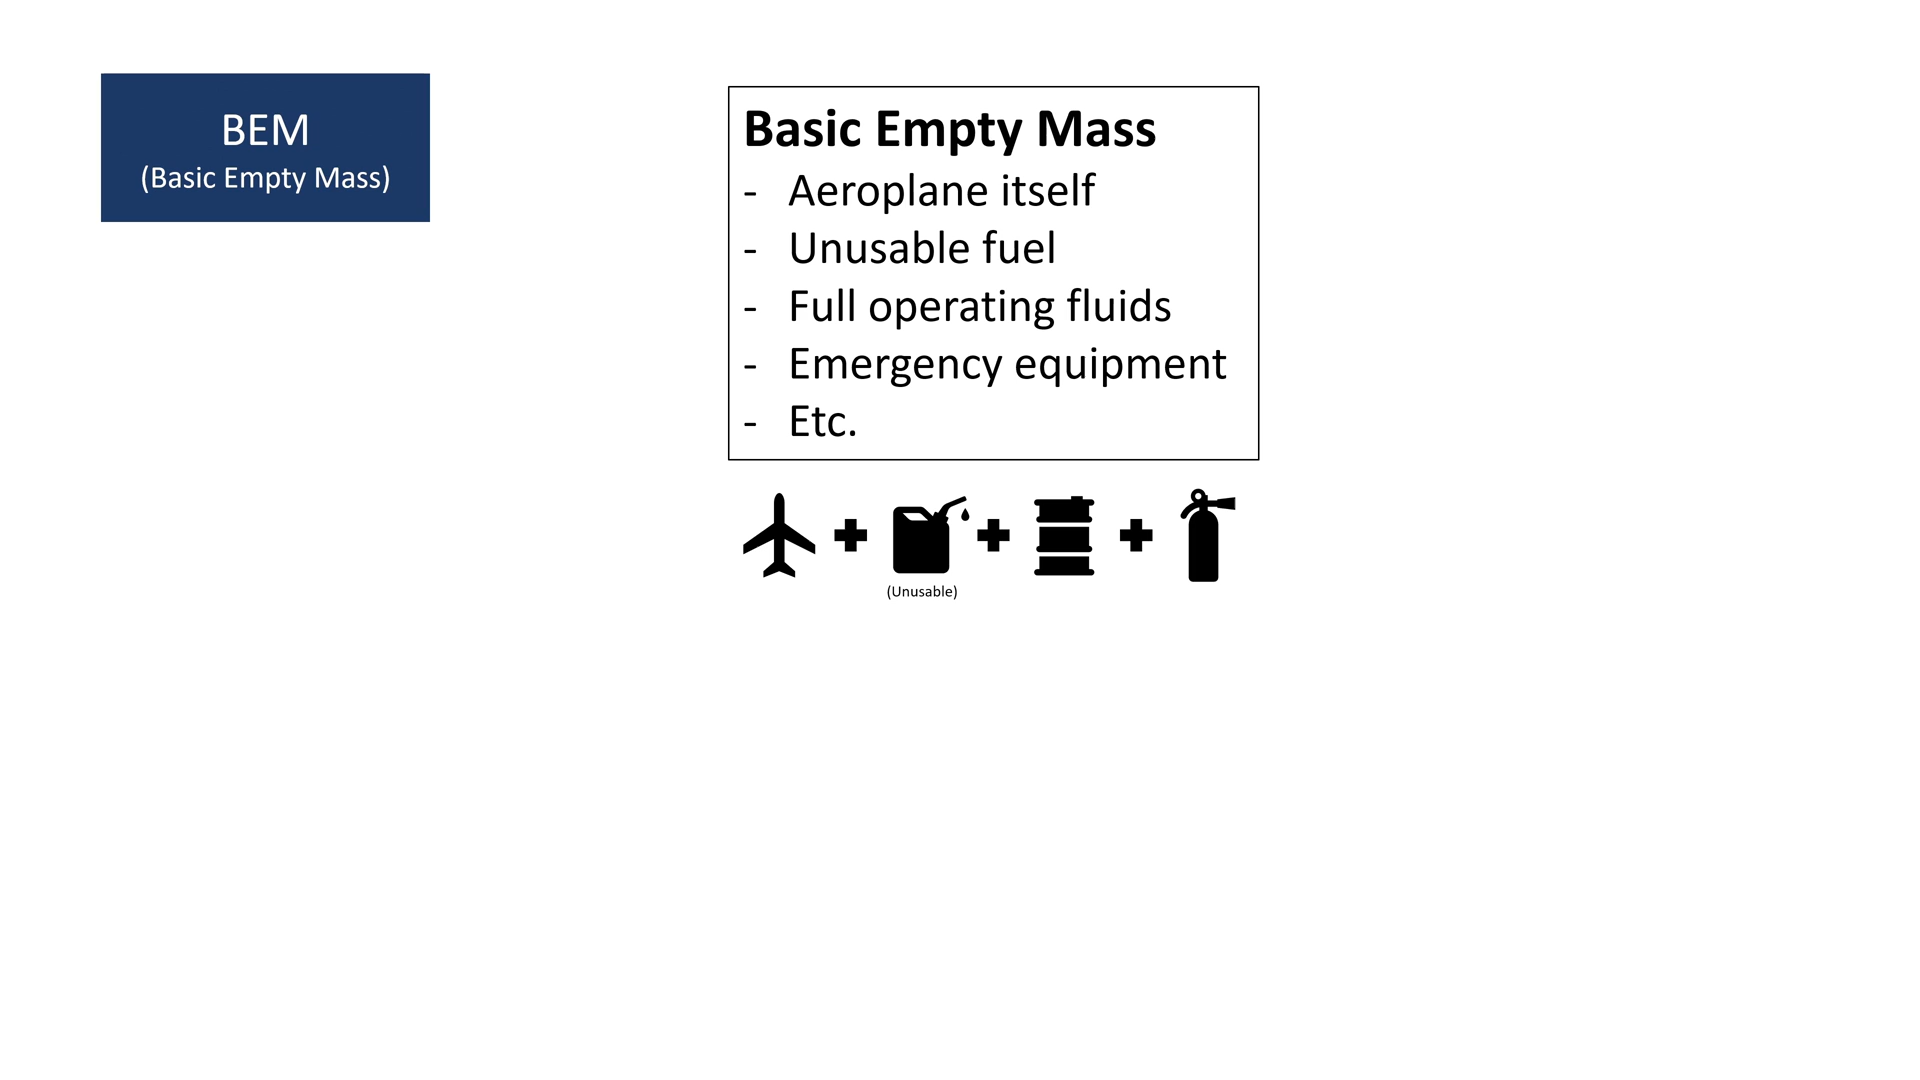 BEM
(Basic Empty Mass)
Basic Empty Mass
- Aeroplane itself
- Unusable fuel
- Full operating fluids
- Emergency equipment
- Etc.
(Unusable)